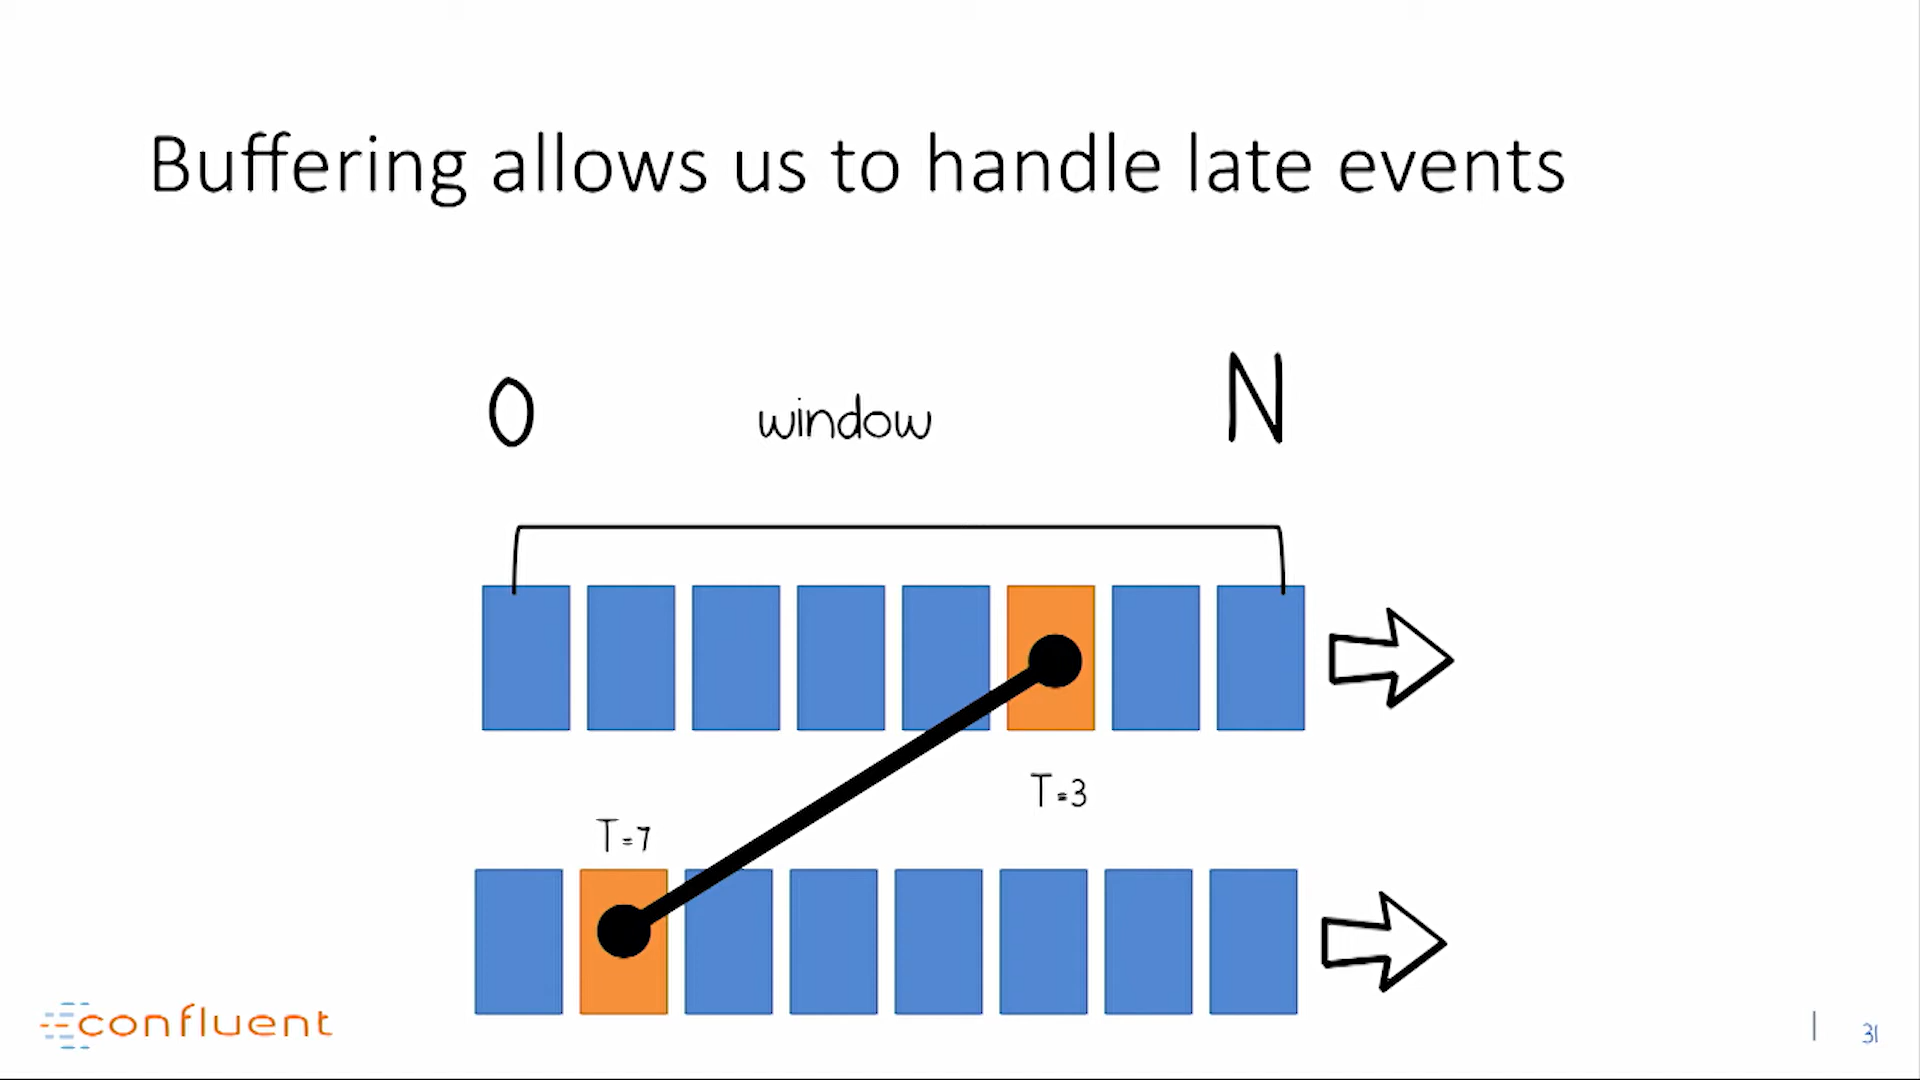 Buffering allows us to handle late events
0 window N
T=3
T=7
confluent
31